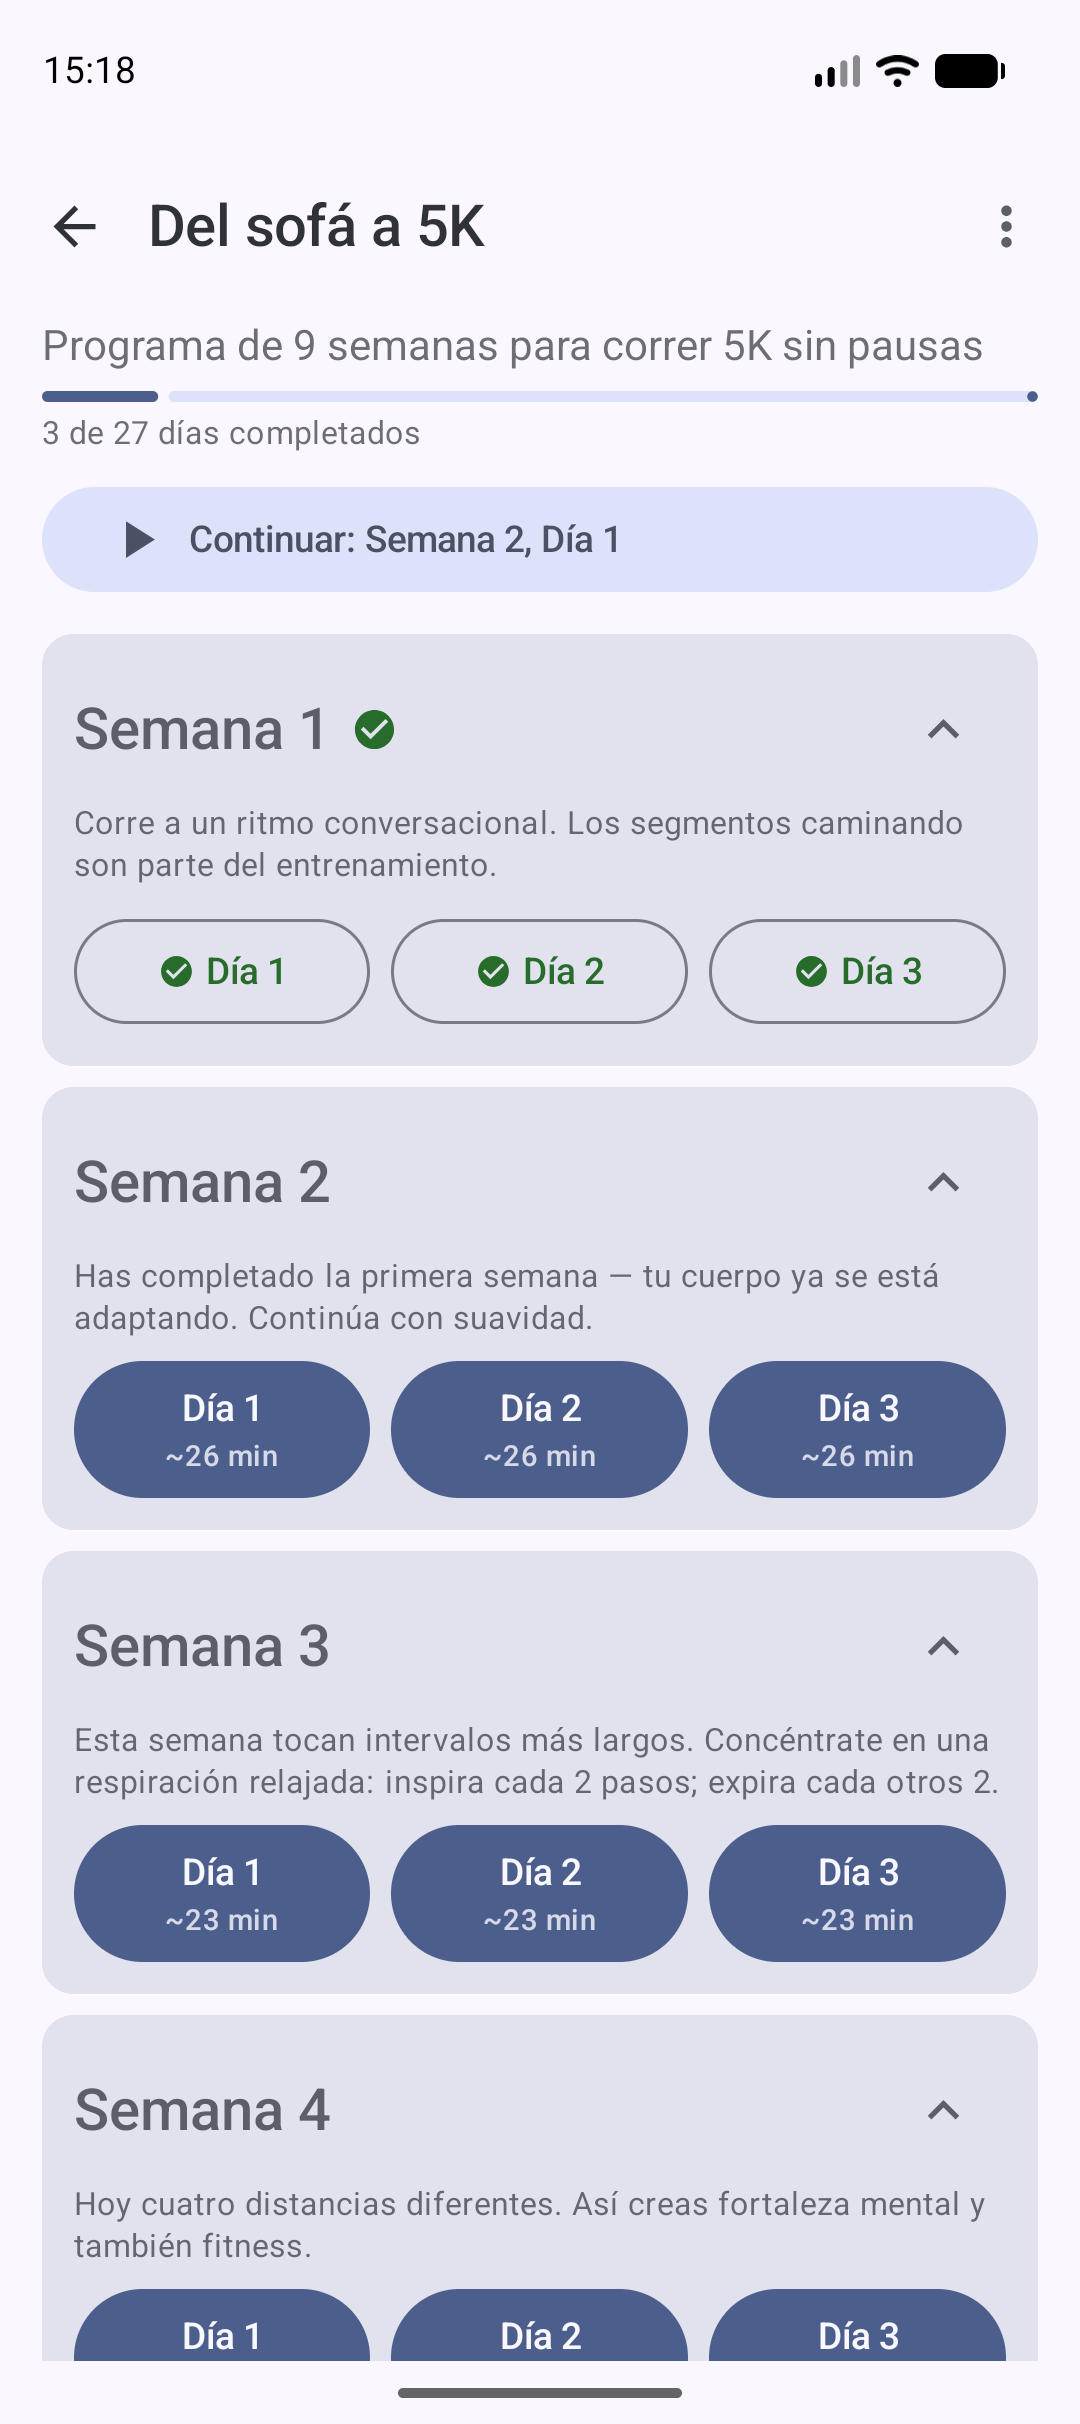 15:18
Del sofá a 5K
Programa de 9 semanas para correr 5K sin pausas
3 de 27 días completados
Continuar: Semana 2, Día 1
Semana 1
Corre a un ritmo conversacional. Los segmentos caminando
son parte del entrenamiento.
Día 1
Día 2
Día 3
Semana 2
Has completado la primera semana — tu cuerpo ya se está
adaptando. Continúa con suavidad.
Día 1
~26 min
Día 2
~26 min
Día 3
~26 min
Semana 3
Esta semana tocan intervalos más largos. Concéntrate en una
respiración relajada: inspira cada 2 pasos; expira cada otros 2.
Día 1
~23 min
Día 2
~23 min
Día 3
~23 min
Semana 4
Hoy cuatro distancias diferentes. Así creas fortaleza mental y
también fitness.
Día 1
Día 2
Día 3